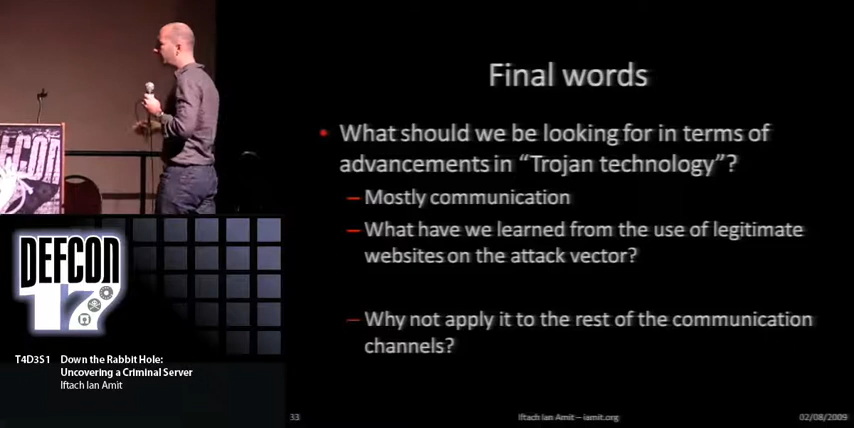 Final words
• What should we be looking for in terms of
advancements in “Trojan technology”?
– Mostly communication
– What have we learned from the use of legitimate
websites on the attack vector?
– Why not apply it to the rest of the communication
channels?
33
Iftach Ian Amit – iamit.org
02/08/2009
DEFCON
DEFCON
17
T4D3S1
Down the Rabbit Hole:
Uncovering a Criminal Server
Iftach Ian Amit